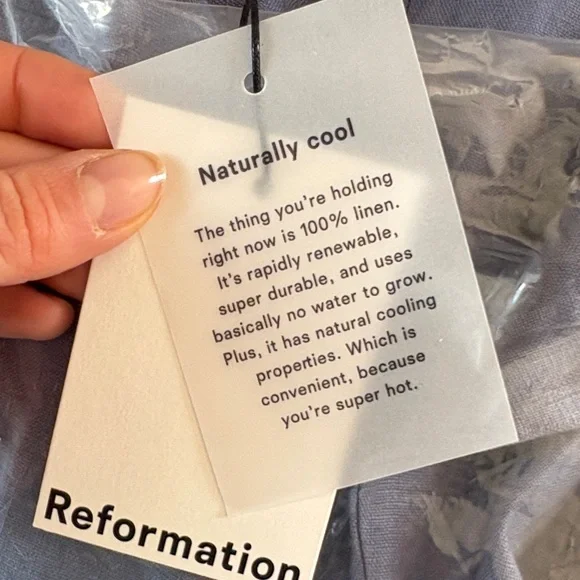 Naturally cool
The thing you're holding
right now is 100% linen.
It's rapidly renewable,
super durable, and uses
basically no water to grow.
Plus, it has natural cooling
properties. Which is
convenient, because
you're super hot.
Reformation